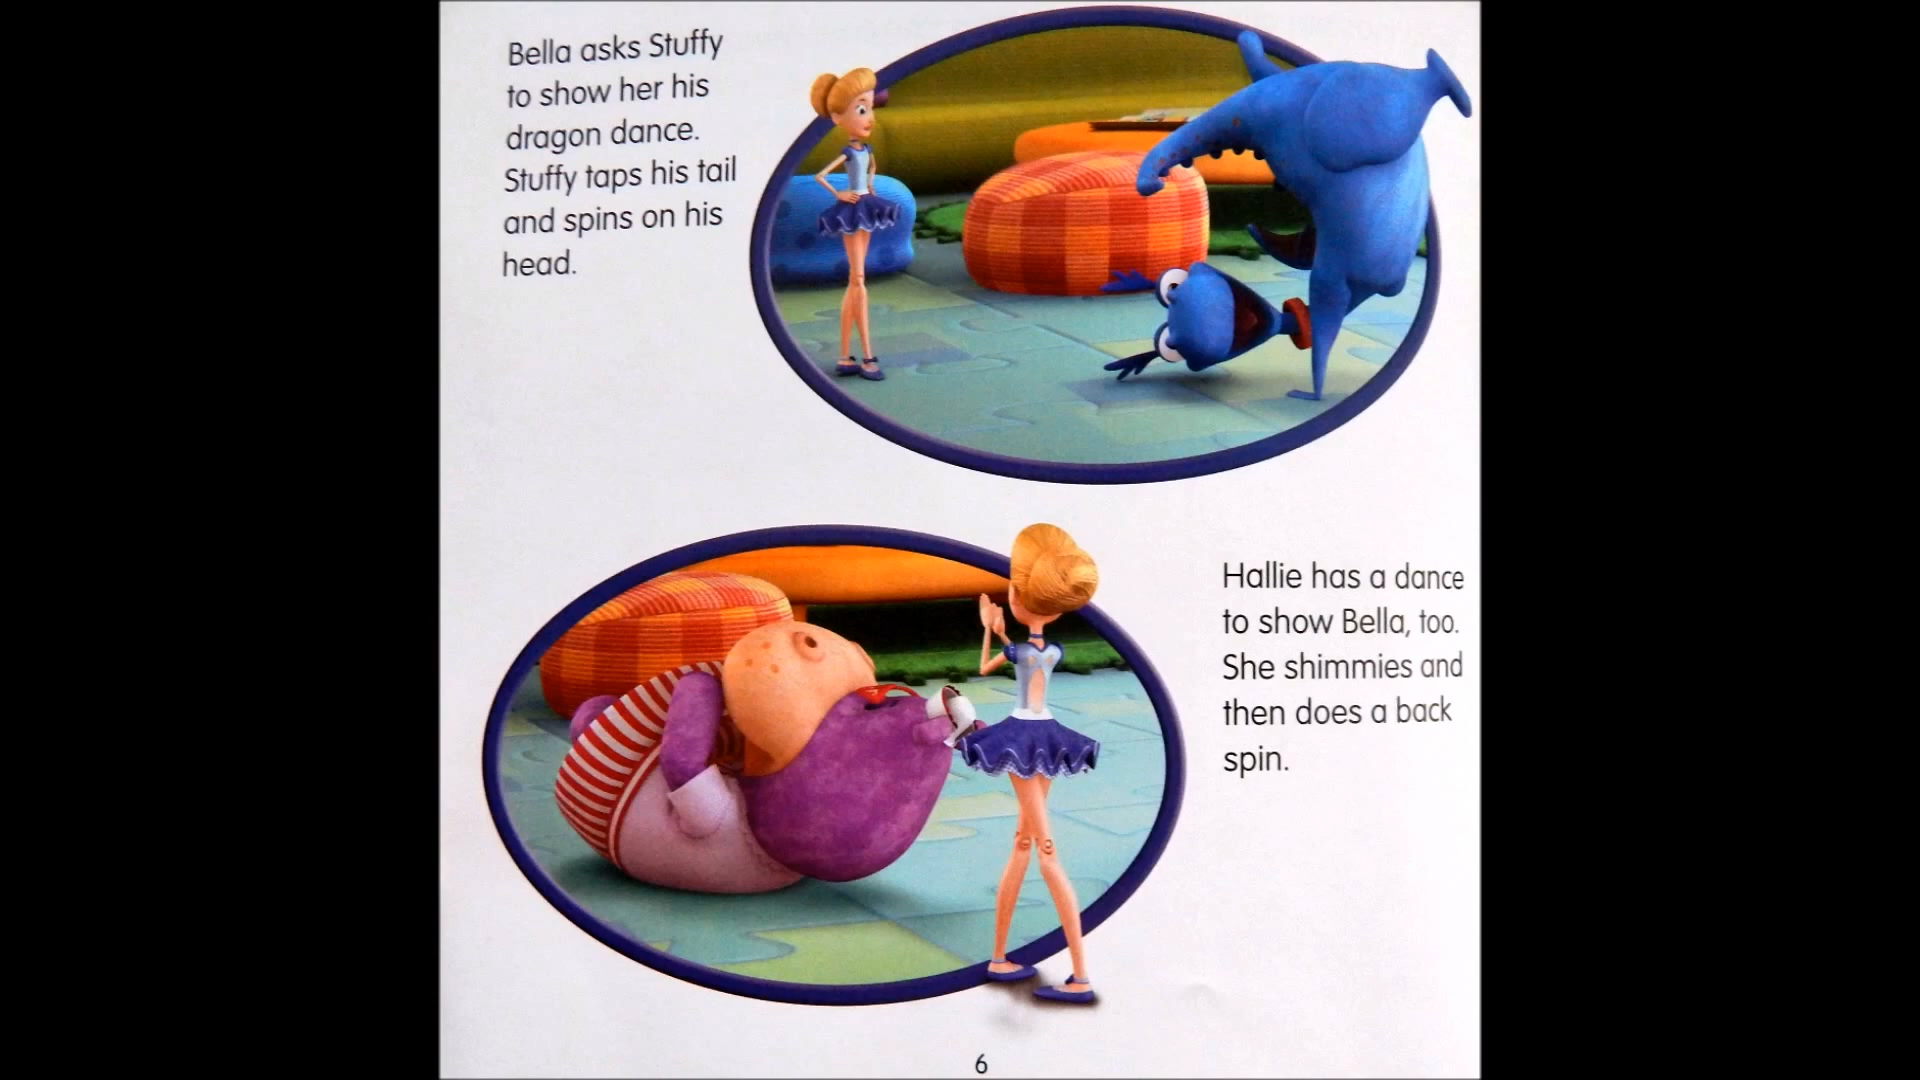 Bella asks Stuffy
to show her his
dragon dance.
Stuffy taps his tail
and spins on his
head.
Hallie has a dance
to show Bella, too.
She shimmies and
then does a back
spin.
6